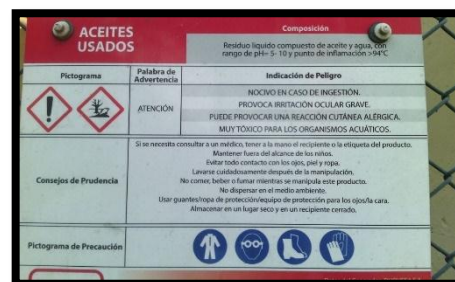 ACEITES
USADOS
Composición
Residuo líquido compuesto de aceite y agua, con
rango de pH= 5- 10 y punto de inflamación >94°C
Pictograma
Palabra de
Advertencia
Indicación de Peligro
ATENCIÓN
NOCIVO EN CASO DE INGESTIÓN.
PROVOCA IRRITACIÓN OCULAR GRAVE.
PUEDE PROVOCAR UNA REACCIÓN CUTÁNEA ALÉRGICA.
MUY TÓXICO PARA LOS ORGANISMOS ACUÁTICOS.
Consejos de Prudencia
Si se necesita consultar a un médico, tener a la mano el recipiente o la etiqueta del producto.
Mantener fuera del alcance de los niños.
Evitar todo contacto con los ojos, piel y ropa.
Lavarse cuidadosamente después de la manipulación.
No comer, beber o fumar mientras se manipula este producto.
No dispersar en el medio ambiente.
Usar guantes/ropa de protección/equipo de protección para los ojos/la cara.
Almacenar en un lugar seco y en un recipiente cerrado.
Pictograma de Precaución